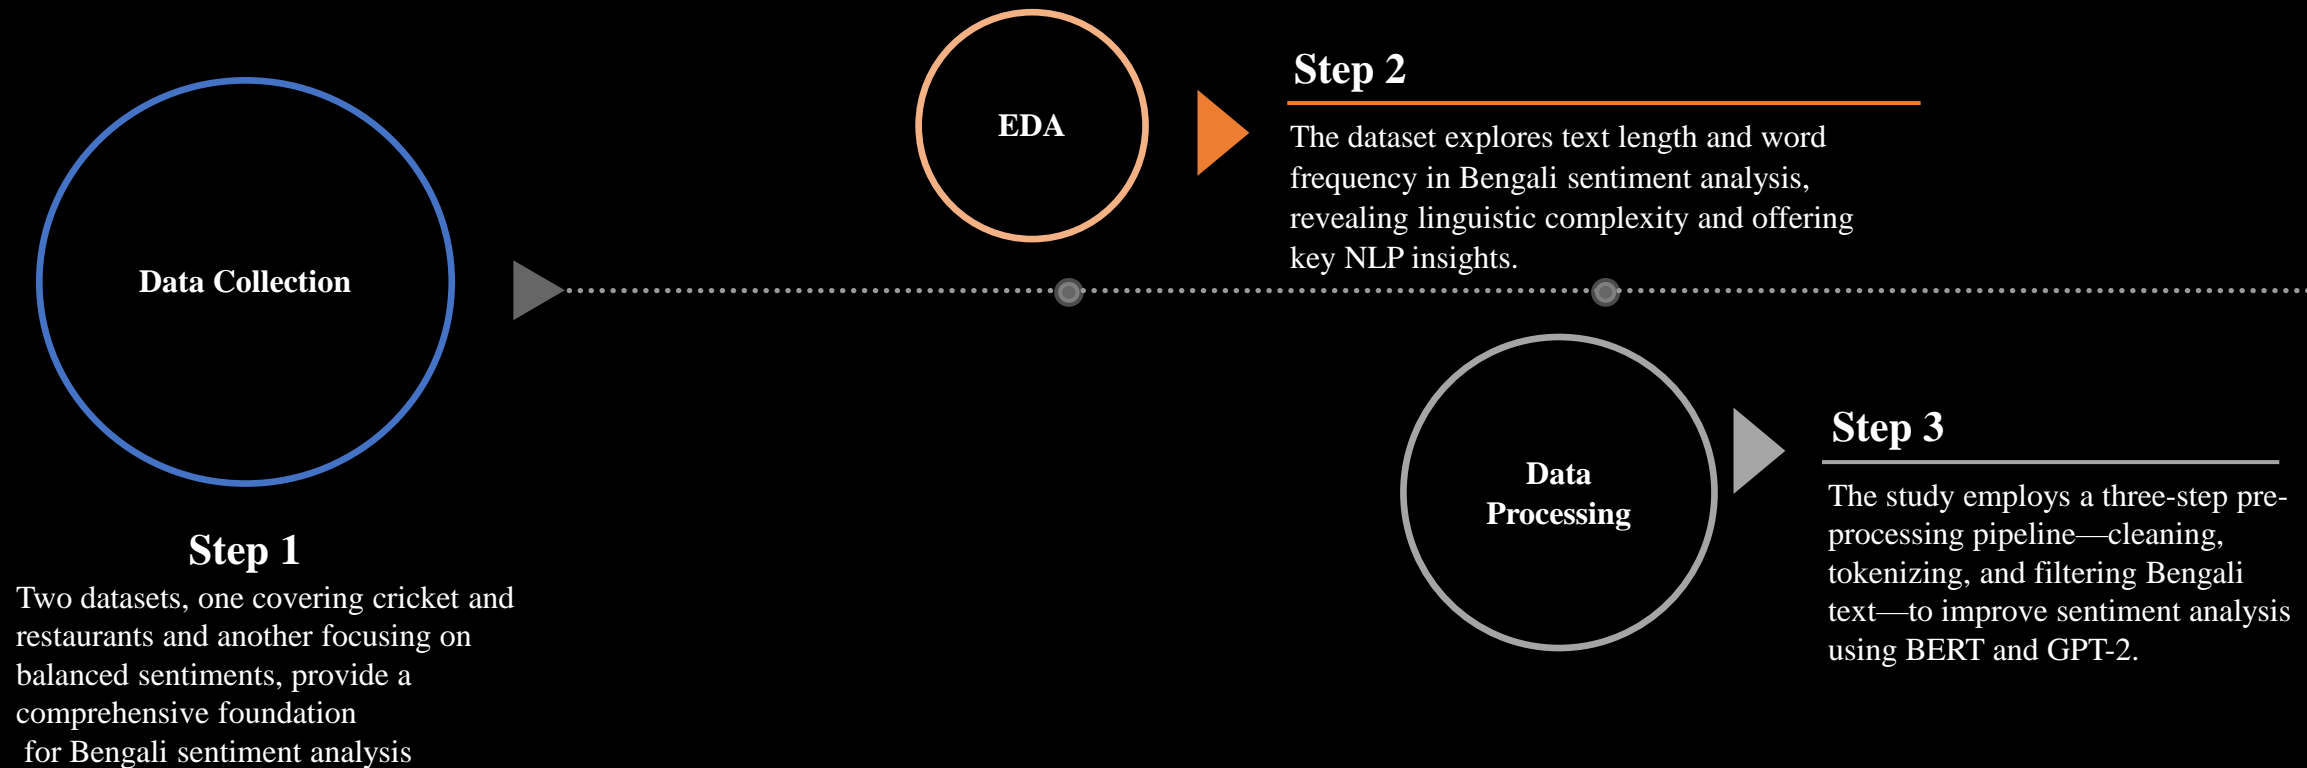 Data Collection
Step 1
Two datasets, one covering cricket and
restaurants and another focusing on
balanced sentiments, provide a
comprehensive foundation
for Bengali sentiment analysis
EDA
Step 2
The dataset explores text length and word
frequency in Bengali sentiment analysis,
revealing linguistic complexity and offering
key NLP insights.
Data
Processing
Step 3
The study employs a three-step pre-
processing pipeline—cleaning,
tokenizing, and filtering Bengali
text—to improve sentiment analysis
using BERT and GPT-2.